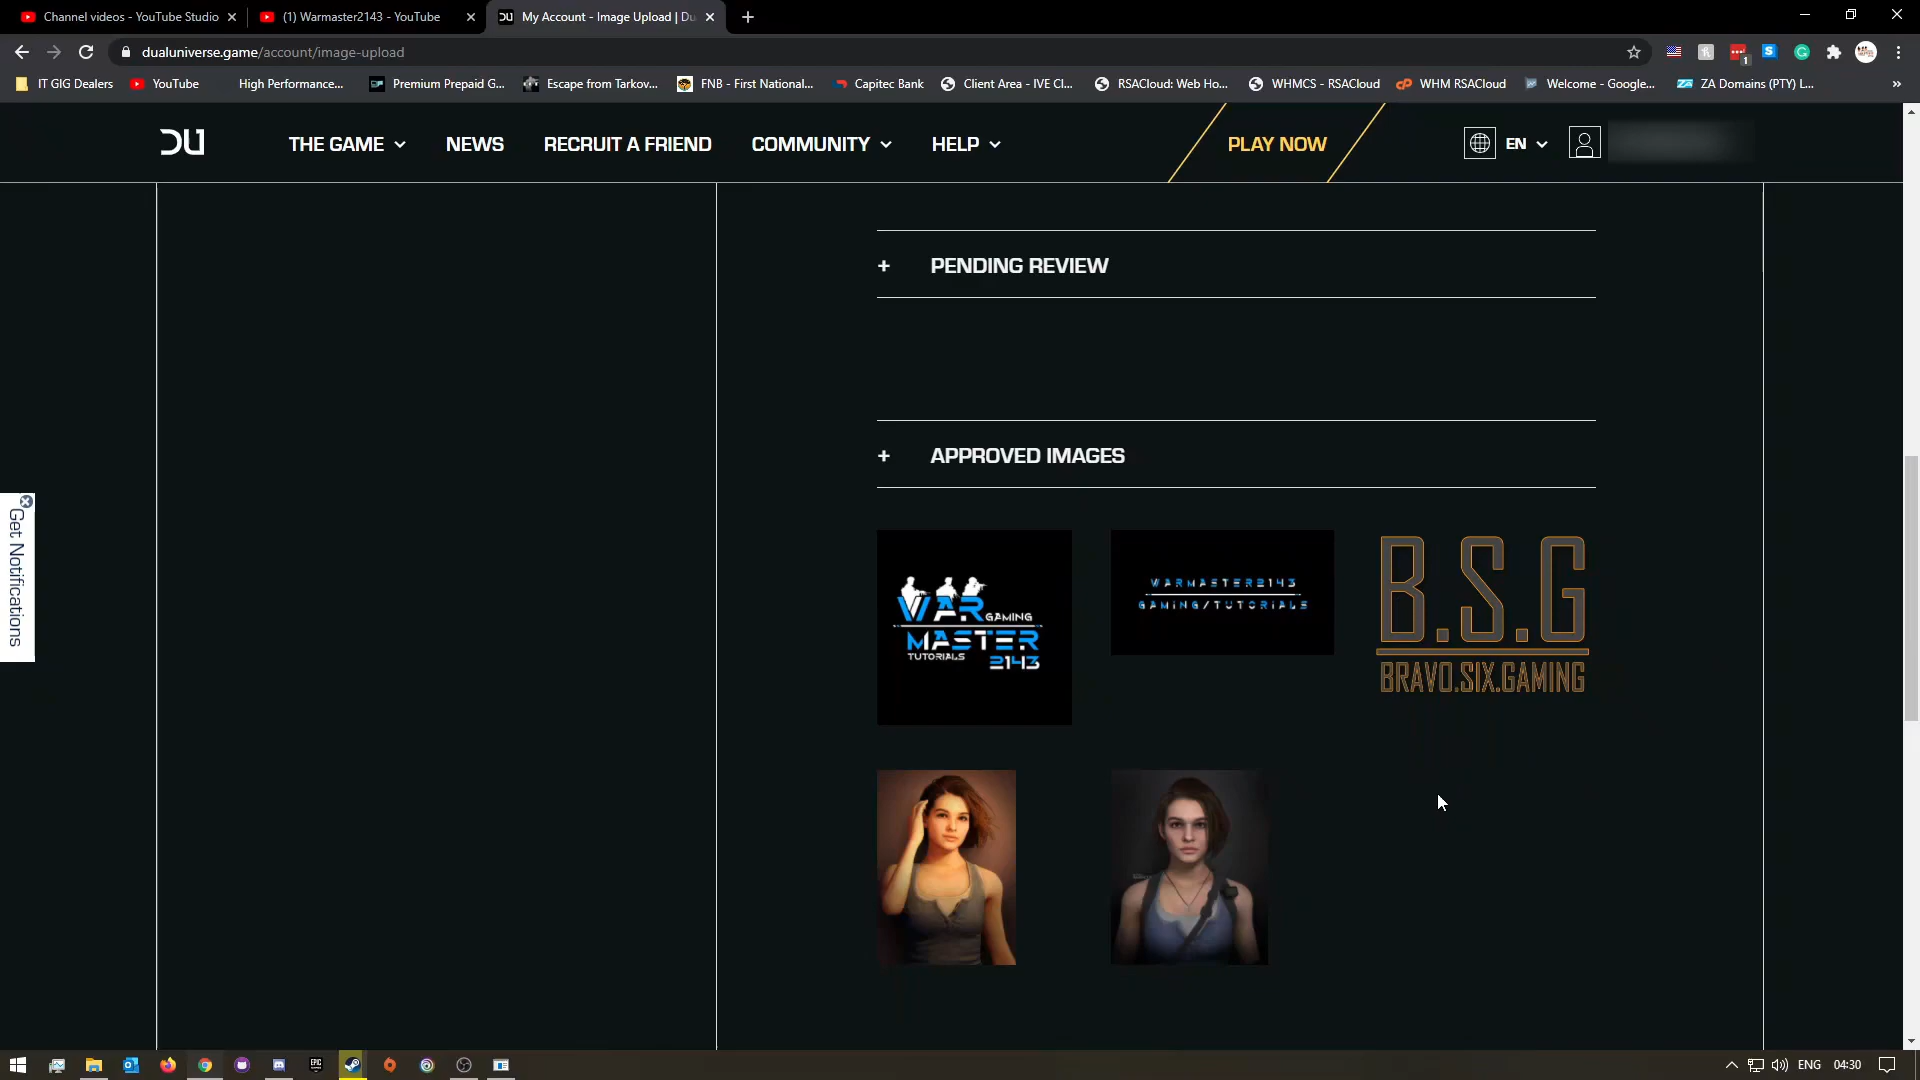 Channel videos - YouTube Studio
(1) Warmaster2143 - YouTube
My Account - Image Upload | Du
dualuniverse.game/account/image-upload
1
IT GIG Dealers
YouTube
High Performance...
Premium Prepaid G...
Escape from Tarkov...
FNB - First National...
Capitec Bank
Client Area - IVE Cl...
RSACloud: Web Ho...
WHMCS - RSACloud
WHM RSACloud
Welcome - Google...
ZA Domains (PTY) L...
»
DU
THE GAME
NEWS
RECRUIT A FRIEND
COMMUNITY
HELP
PLAY NOW
EN
+ PENDING REVIEW
+ APPROVED IMAGES
Get Notifications
WAR GAMING
MASTER
TUTORIALS 2143
WARMASTER2143
GAMING/TUTORIALS
B.S.G
BRAVO.SIX.GAMING
ENG
04:30